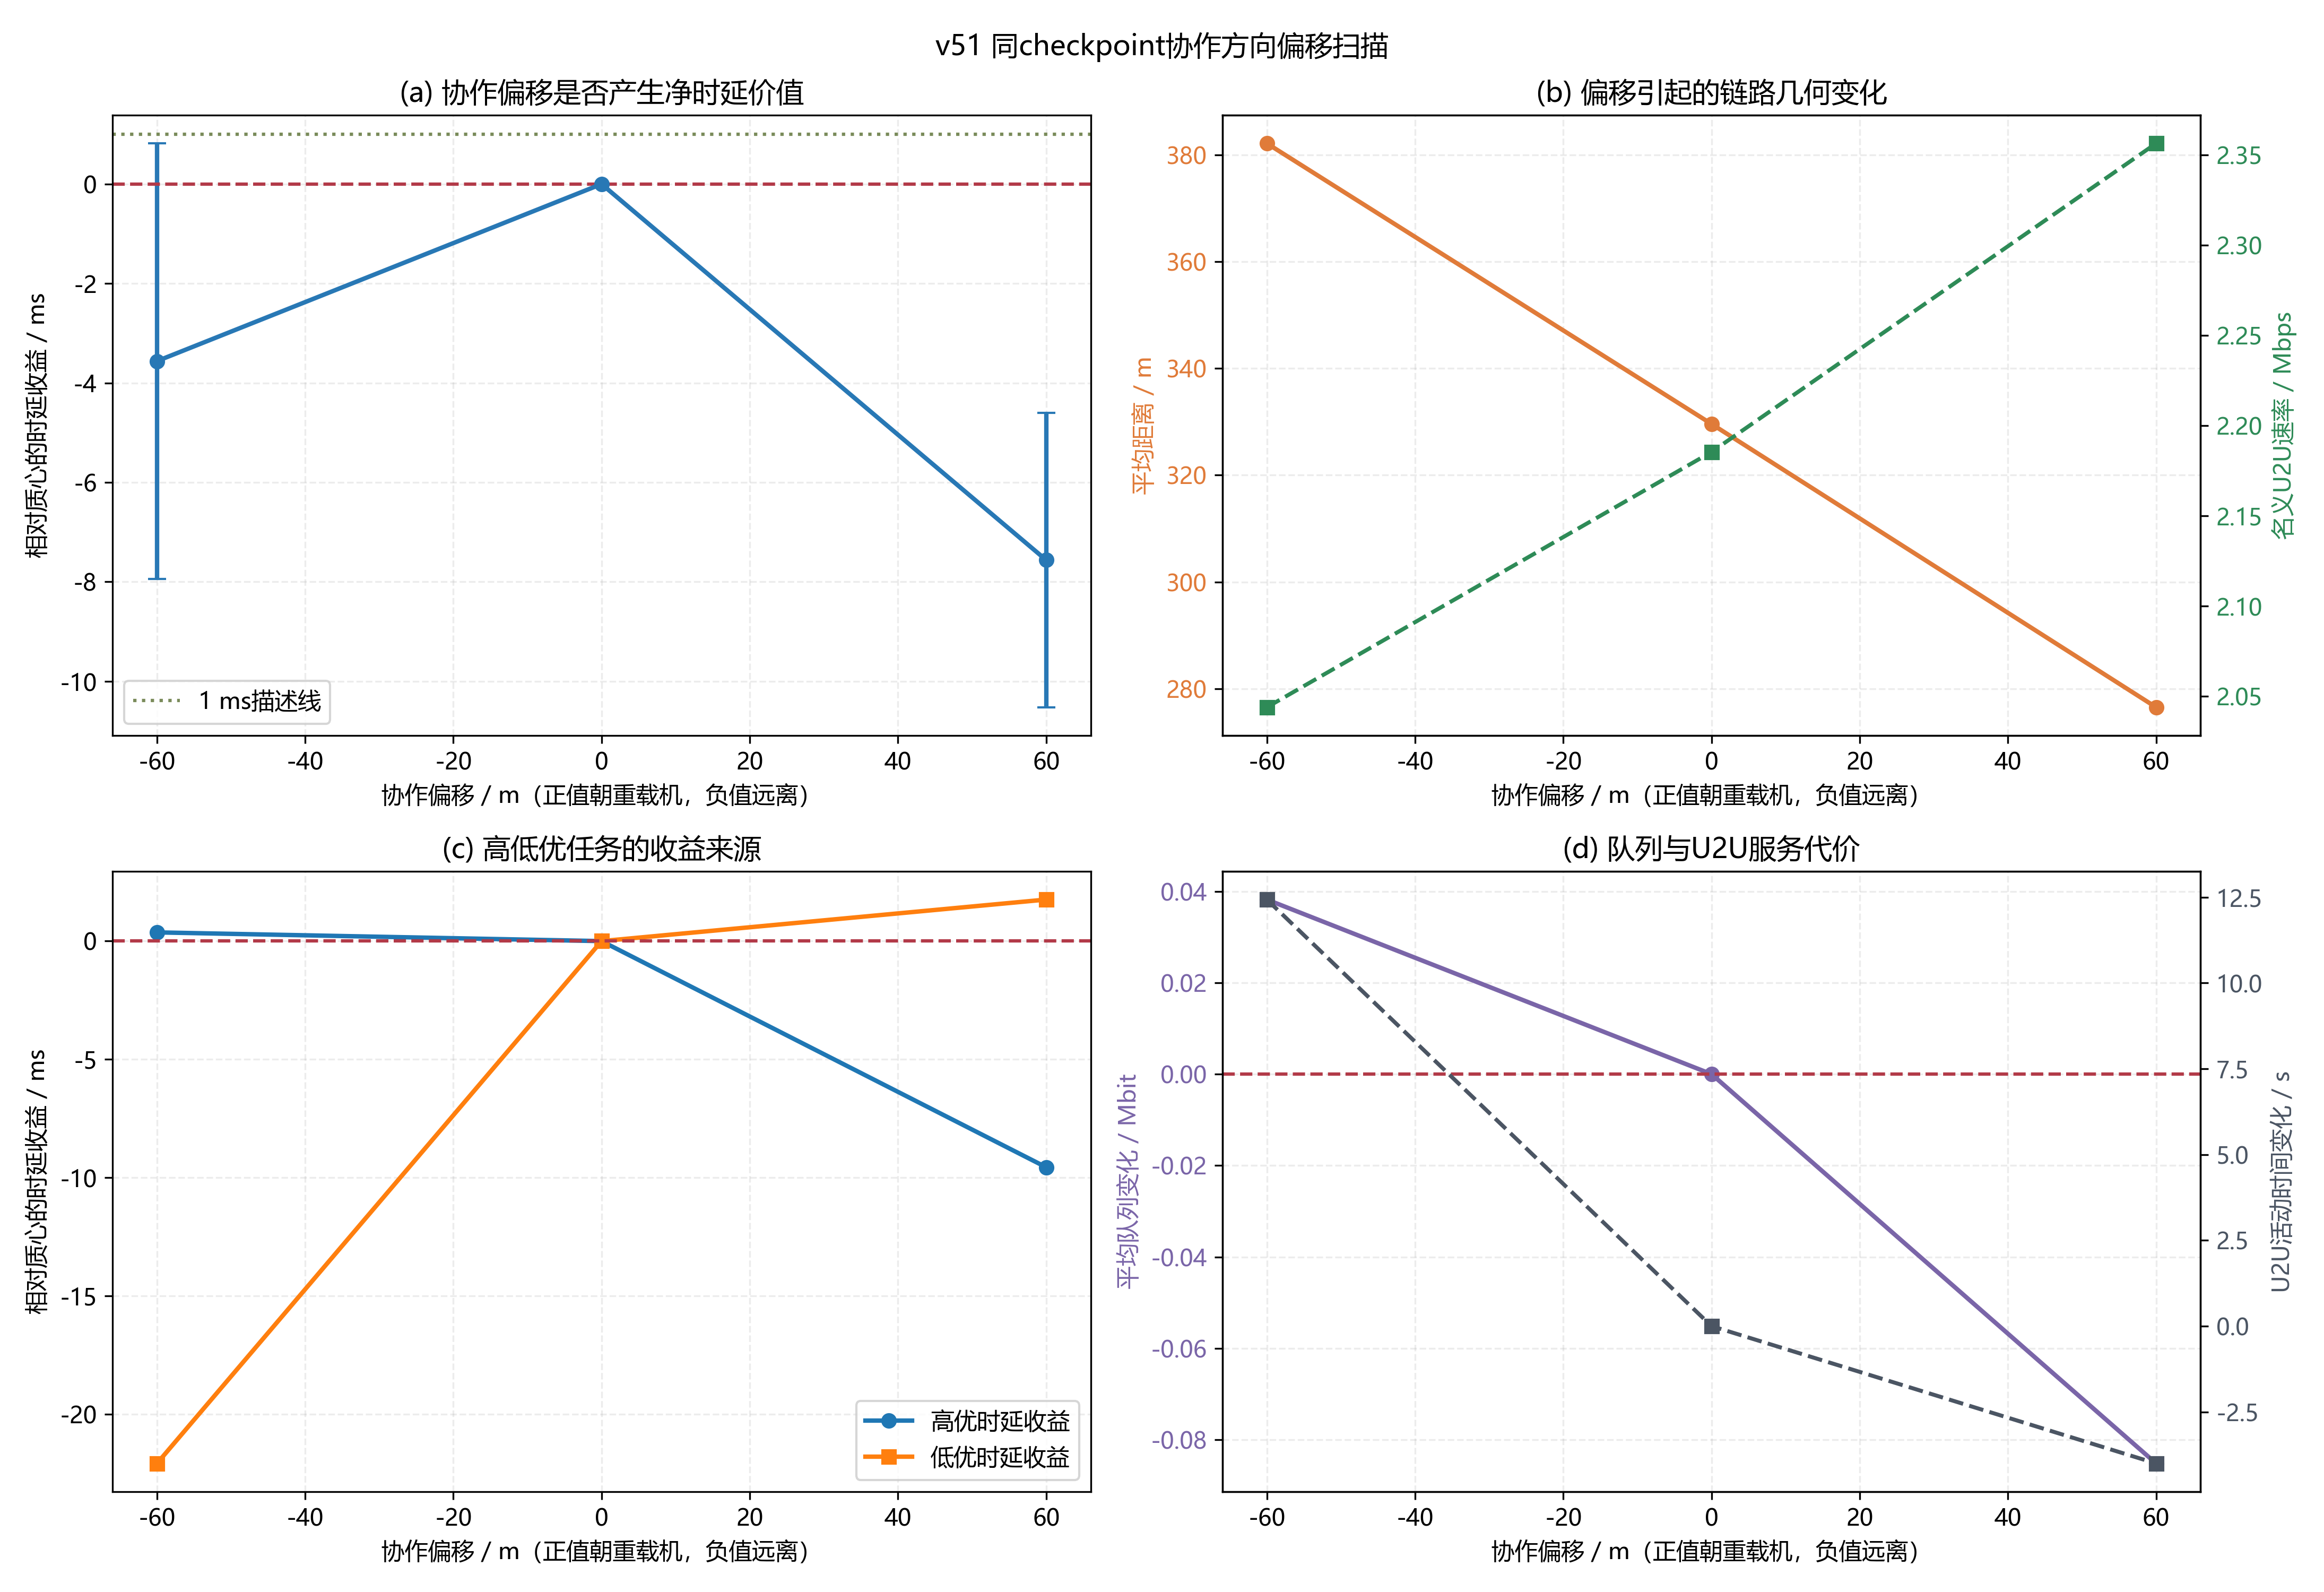 v51 同checkpoint协作方向偏移扫描
(a) 协作偏移是否产生净时延价值
相对质心的时延收益 / ms
0
-2
-4
-6
-8
-10
1 ms描述线
-60 -40 -20 0 20 40 60
协作偏移 / m（正值朝重载机，负值远离）
(b) 偏移引起的链路几何变化
平均距离 / m
380
360
340
320
300
280
2.35
2.30
2.25
2.20
2.15
2.10
2.05
名义U2U速率 / Mbps
-60 -40 -20 0 20 40 60
协作偏移 / m（正值朝重载机，负值远离）
(c) 高低优任务的收益来源
相对质心的时延收益 / ms
0
-5
-10
-15
-20
高优时延收益
低优时延收益
-60 -40 -20 0 20 40 60
协作偏移 / m（正值朝重载机，负值远离）
(d) 队列与U2U服务代价
平均队列变化 / Mbit
0.04
0.02
0.00
-0.02
-0.04
-0.06
-0.08
12.5
10.0
7.5
5.0
2.5
0.0
-2.5
U2U活动时间变化 / s
-60 -40 -20 0 20 40 60
协作偏移 / m（正值朝重载机，负值远离）